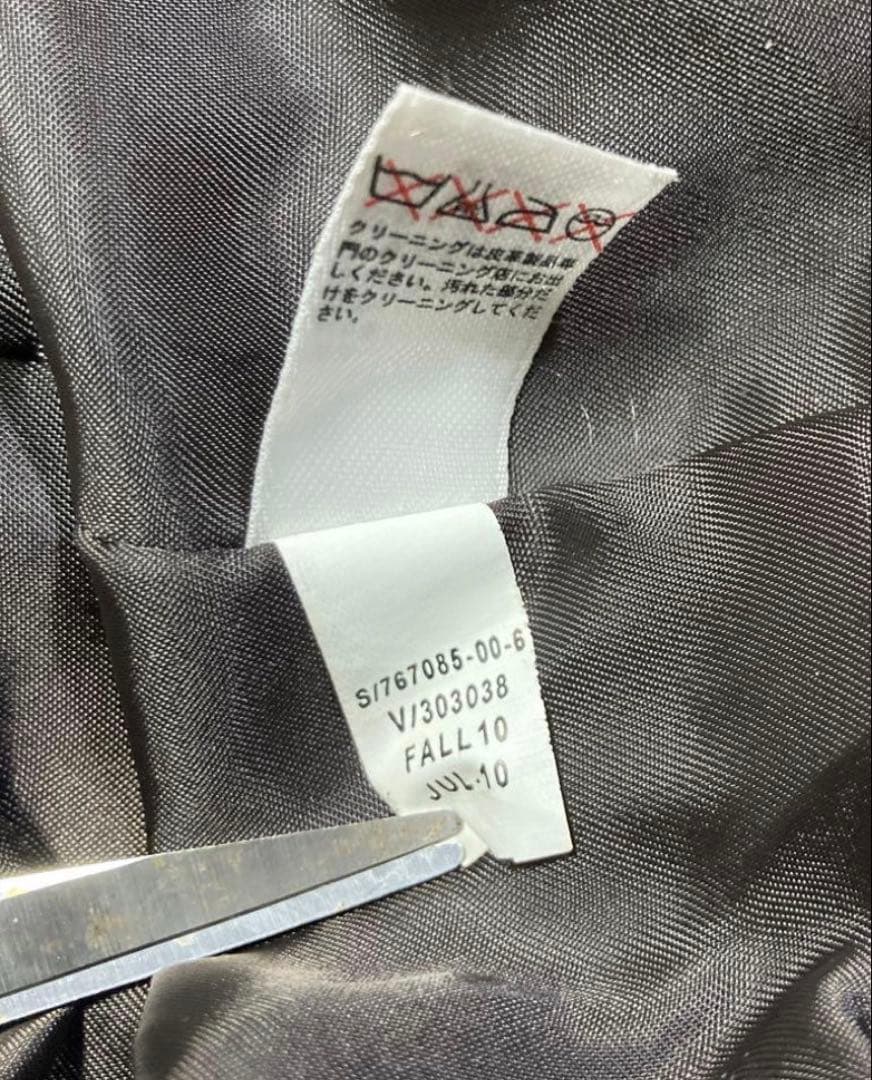 クリーニングは皮革製品専
門のクリーニング店にお出
しください。汚れた部分だ
けをクリーニングしてくだ
さい。
S/767085-00-6
V/303038
FALL10
JUL.10